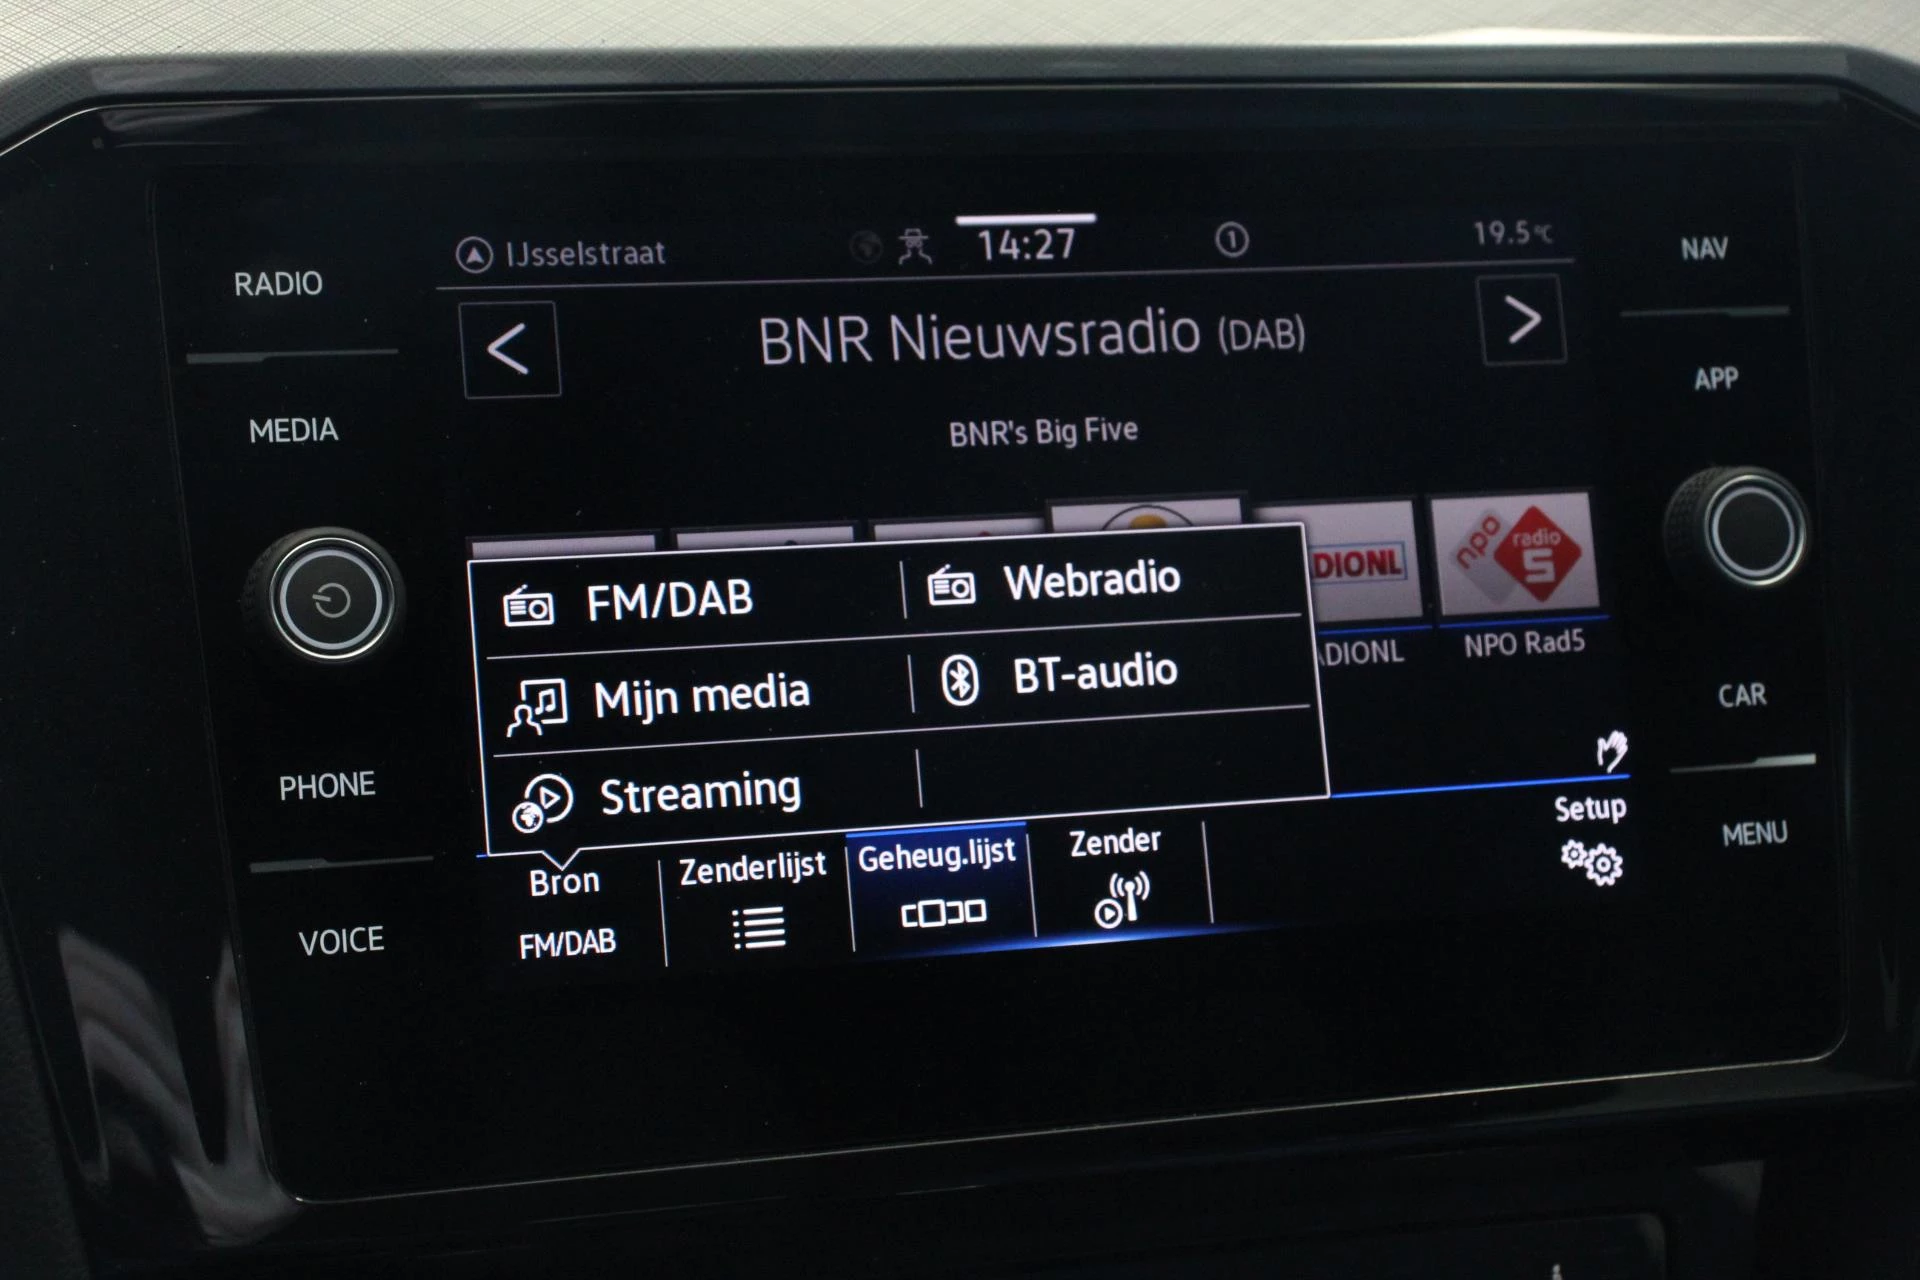 IJsselstraat
14:27
1
19.5°C
RADIO
NAV
BNR Nieuwsradio (DAB)
MEDIA
APP
BNR's Big Five
FM/DAB
Webradio
DIONL
npo radio 5
Mijn media
BT-audio
DIONL
NPO Rad5
CAR
Streaming
PHONE
Setup
MENU
Bron
Zenderlijst
Geheug.lijst
Zender
VOICE
FM/DAB